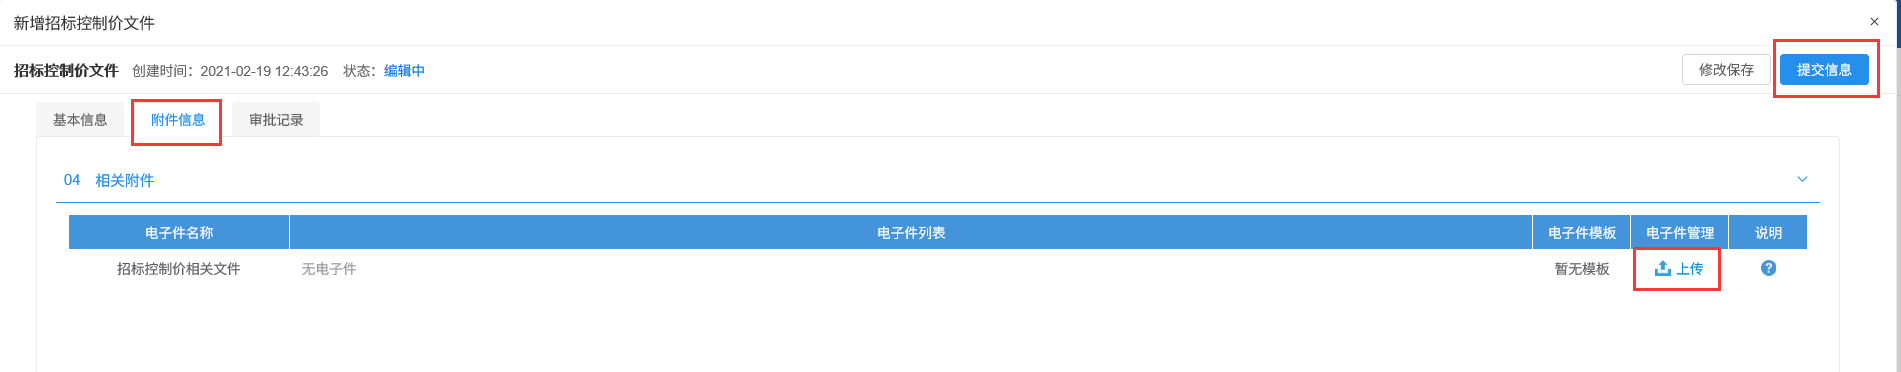 新增招标控制价文件
×
招标控制价文件 创建时间：2021-02-19 12:43:26 状态：编辑中 修改保存 提交信息
基本信息 附件信息 审批记录
04 相关附件
电子件名称 电子件列表 电子件模板 电子件管理 说明
招标控制价相关文件 无电子件 暂无模板 上传 ?